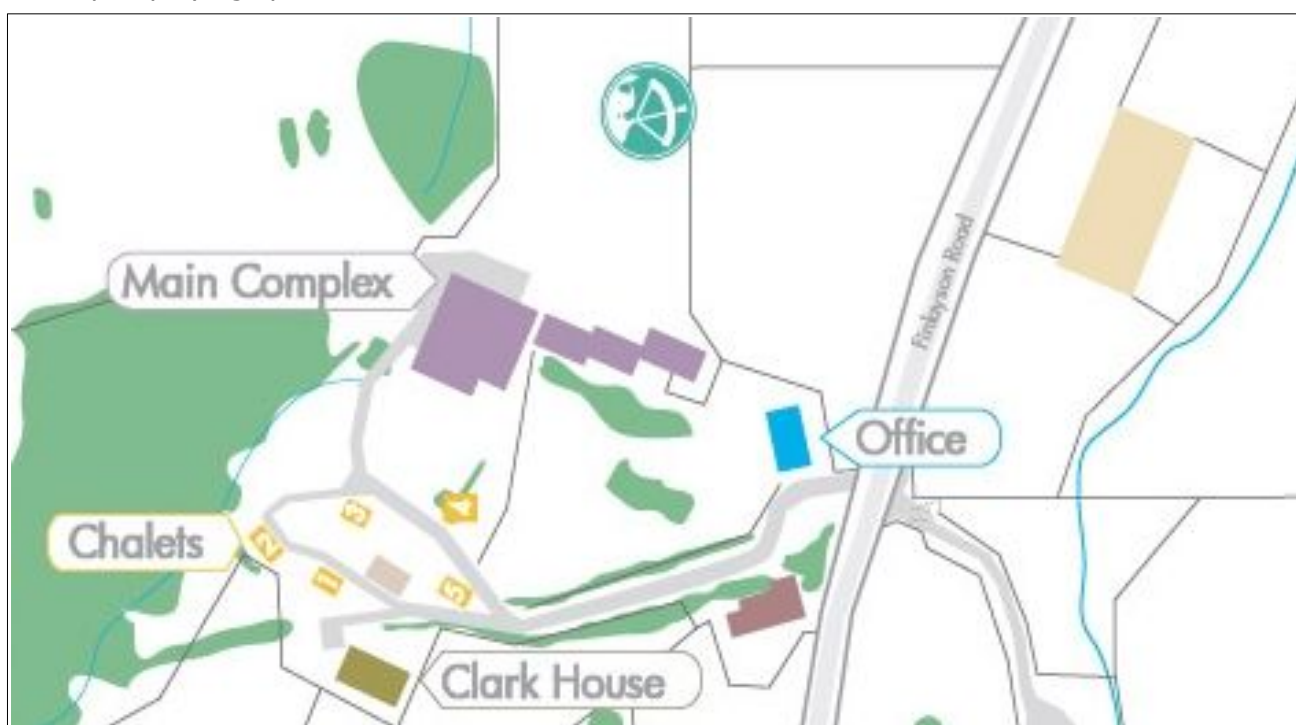 Finlayson Road
Main Complex
Office
Chalets
1
2
3
4
5
Clark House